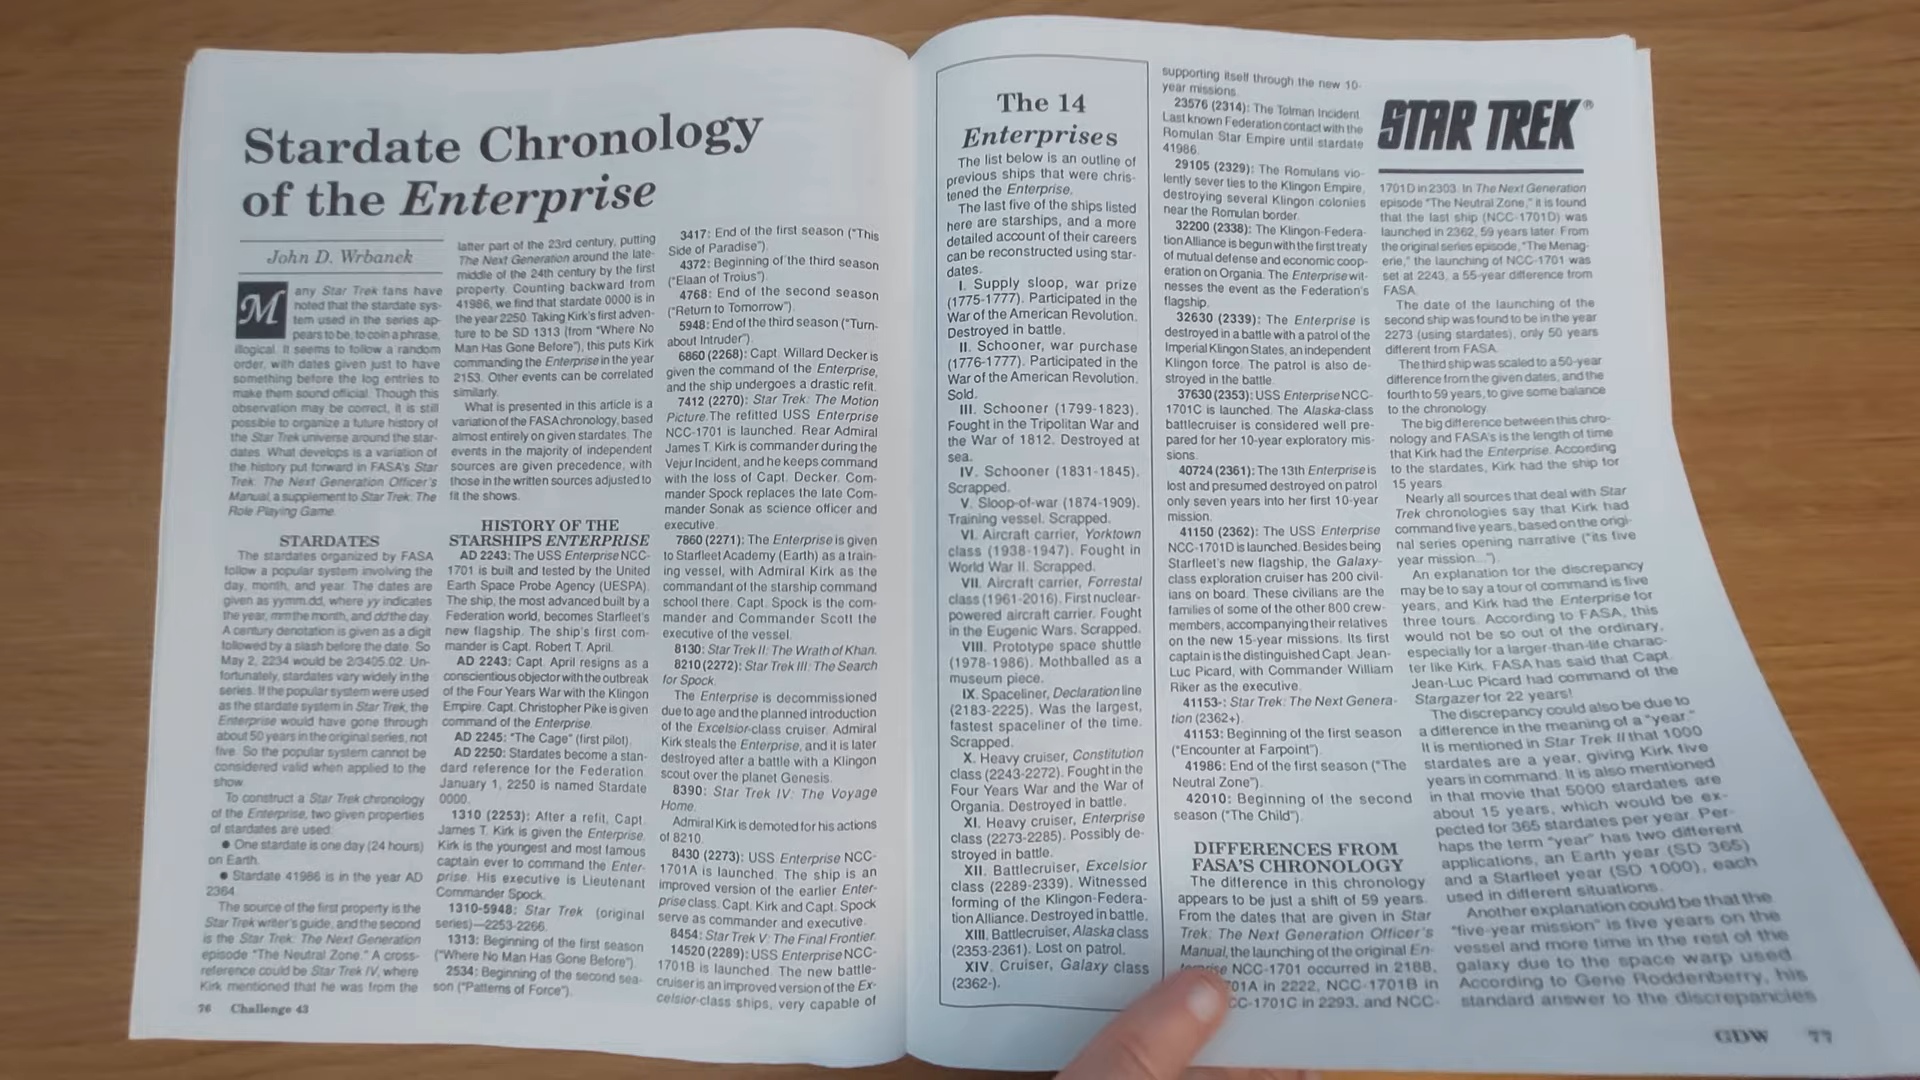 Stardate Chronology
of the Enterprise
John D. Wrbanek
Many Star Trek fans have
noted that the stardate sys-
tem used in the series ap-
pears to be, to coin a phrase,
illogical. It seems to follow a random
order, with dates given just to have
something before the log entries to
make them sound official. Though this
observation may be correct, it is still
possible to organize a future history of
the Star Trek universe around the star-
dates. What develops is a variation of
the history put forward in FASA's Star
Trek: The Next Generation Officer's
Manual, a supplement to Star Trek: The
Role Playing Game.
STARDATES
The stardates organized by FASA
follow a popular system involving the
day, month, and year. The dates are
given as yymm.dd, where yy indicates
the year, mm the month, and dd the day.
A century denotation is given as a digit
followed by a slash before the date. So
May 2, 2234 would be 2/3405.02. Un-
fortunately, stardates vary widely in the
series. If the popular system were used
as the stardate system in Star Trek, the
Enterprise would have gone through
about 50 years in the original series, not
five. So the popular system cannot be
considered valid when applied to the
show.
To construct a Star Trek chronology
of the Enterprise, two given properties
of stardates are used:
● One stardate is one day (24 hours)
on Earth.
● Stardate 41986 is in the year AD
2364.
The source of the first property is the
Star Trek writer's guide, and the second
is the Star Trek: The Next Generation
episode "The Neutral Zone." A cross-
reference could be Star Trek IV, where
Kirk mentioned that he was from the
76 Challenge 43
latter part of the 23rd century, putting
The Next Generation around the late-
middle of the 24th century by the first
property. Counting backward from
41986, we find that stardate 0000 is in
the year 2250. Taking Kirk's first adven-
ture to be SD 1313 (from "Where No
Man Has Gone Before"), this puts Kirk
commanding the Enterprise in the year
2153. Other events can be correlated
similarly.
What is presented in this article is a
variation of the FASA chronology, based
almost entirely on given stardates. The
events in the majority of independent
sources are given precedence, with
those in the written sources adjusted to
fit the shows.
HISTORY OF THE
STARSHIPS ENTERPRISE
AD 2243: The USS Enterprise NCC-
1701 is built and tested by the United
Earth Space Probe Agency (UESPA).
The ship, the most advanced built by a
Federation world, becomes Starfleet's
new flagship. The ship's first com-
mander is Capt. Robert T. April.
AD 2243: Capt. April resigns as a
conscientious objector with the outbreak
of the Four Years War with the Klingon
Empire. Capt. Christopher Pike is given
command of the Enterprise.
AD 2245: "The Cage" (first pilot).
AD 2250: Stardates become a stan-
dard reference for the Federation.
January 1, 2250 is named Stardate
0000.
1310 (2253): After a refit, Capt.
James T. Kirk is given the Enterprise.
Kirk is the youngest and most famous
captain ever to command the Enter-
prise. His executive is Lieutenant
Commander Spock.
1310-5948: Star Trek (original
series)—2253-2266.
1313: Beginning of the first season
("Where No Man Has Gone Before").
2534: Beginning of the second sea-
son ("Patterns of Force").
3417: End of the first season ("This
Side of Paradise").
4372: Beginning of the third season
("Elaan of Troius").
4768: End of the second season
("Return to Tomorrow").
5948: End of the third season ("Turn-
about Intruder").
6860 (2268): Capt. Willard Decker is
given the command of the Enterprise,
and the ship undergoes a drastic refit.
7412 (2270): Star Trek: The Motion
Picture. The refitted USS Enterprise
NCC-1701 is launched. Rear Admiral
James T. Kirk is commander during the
Vejur Incident, and he keeps command
with the loss of Capt. Decker. Com-
mander Spock replaces the late Com-
mander Sonak as science officer and
executive.
7860 (2271): The Enterprise is given
to Starfleet Academy (Earth) as a train-
ing vessel, with Admiral Kirk as the
commandant of the starship command
school there. Capt. Spock is the com-
mander and Commander Scott the
executive of the vessel.
8130: Star Trek II: The Wrath of Khan.
8210 (2272): Star Trek III: The Search
for Spock.
The Enterprise is decommissioned
due to age and the planned introduction
of the Excelsior-class cruiser. Admiral
Kirk steals the Enterprise, and it is later
destroyed after a battle with a Klingon
scout over the planet Genesis.
8390: Star Trek IV: The Voyage
Home.
Admiral Kirk is demoted for his actions
of 8210.
8430 (2273): USS Enterprise NCC-
1701A is launched. The ship is an
improved version of the earlier Enter-
prise class. Capt. Kirk and Capt. Spock
serve as commander and executive.
8454: Star Trek V: The Final Frontier.
14520 (2289): USS Enterprise NCC-
1701B is launched. The new battle-
cruiser is an improved version of the Ex-
celsior-class ships, very capable of
The 14
Enterprises
The list below is an outline of
previous ships that were chris-
tened the Enterprise.
The last five of the ships listed
here are starships, and a more
detailed account of their careers
can be reconstructed using star-
dates.
I. Supply sloop, war prize
(1775-1777). Participated in the
War of the American Revolution.
Destroyed in battle.
II. Schooner, war purchase
(1776-1777). Participated in the
War of the American Revolution.
Sold.
III. Schooner (1799-1823).
Fought in the Tripolitan War and
the War of 1812. Destroyed at
sea.
IV. Schooner (1831-1845).
Scrapped.
V. Sloop-of-war (1874-1909).
Training vessel. Scrapped.
VI. Aircraft carrier, Yorktown
class (1938-1947). Fought in
World War II. Scrapped.
VII. Aircraft carrier, Forrestal
class (1961-2016). First nuclear-
powered aircraft carrier. Fought
in the Eugenic Wars. Scrapped.
VIII. Prototype space shuttle
(1978-1986). Mothballed as a
museum piece.
IX. Spaceliner, Declaration line
(2183-2225). Was the largest,
fastest spaceliner of the time.
Scrapped.
X. Heavy cruiser, Constitution
class (2243-2272). Fought in the
Four Years War and the War of
Organia. Destroyed in battle.
XI. Heavy cruiser, Enterprise
class (2273-2285). Possibly de-
stroyed in battle.
XII. Battlecruiser, Excelsior
class (2289-2339). Witnessed
forming of the Klingon-Federa-
tion Alliance. Destroyed in battle.
XIII. Battlecruiser, Alaska class
(2353-2361). Lost on patrol.
XIV. Cruiser, Galaxy class
(2362-).
supporting itself through the new 10-
year missions.
23576 (2314): The Tolman Incident
Last known Federation contact with the
Romulan Star Empire until stardate
41986.
29105 (2329): The Romulans vio-
lently sever ties to the Klingon Empire,
destroying several Klingon colonies
near the Romulan border.
32200 (2338): The Klingon-Federa-
tion Alliance is begun with the first treaty
of mutual defense and economic coop-
eration on Organia. The Enterprise wit-
nesses the event as the Federation's
flagship.
32630 (2339): The Enterprise is
destroyed in a battle with a patrol of the
Imperial Klingon States, an independent
Klingon force. The patrol is also de-
stroyed in the battle.
37630 (2353): USS Enterprise NCC-
1701C is launched. The Alaska-class
battlecruiser is considered well pre-
pared for her 10-year exploratory mis-
sions.
40724 (2361): The 13th Enterprise is
lost and presumed destroyed on patrol
only seven years into her first 10-year
mission.
41150 (2362): The USS Enterprise
NCC-1701D is launched. Besides being
Starfleet's new flagship, the Galaxy-
class exploration cruiser has 200 civil-
ians on board. These civilians are the
families of some of the other 800 crew-
members, accompanying their relatives
on the new 15-year missions. Its first
captain is the distinguished Capt. Jean-
Luc Picard, with Commander William
Riker as the executive.
41153-: Star Trek: The Next Genera-
tion (2362+).
41153: Beginning of the first season
("Encounter at Farpoint").
41986: End of the first season ("The
Neutral Zone").
42010: Beginning of the second
season ("The Child").
DIFFERENCES FROM
FASA'S CHRONOLOGY
The difference in this chronology
appears to be just a shift of 59 years.
From the dates that are given in Star
Trek: The Next Generation Officer's
Manual, the launching of the original En-
terprise NCC-1701 occurred in 2188,
701A in 2222, NCC-1701B in
CC-1701C in 2293, and NCC-
STAR TREK®
1701D in 2303. In The Next Generation
episode "The Neutral Zone," it is found
that the last ship (NCC-1701D) was
launched in 2362, 59 years later. From
the original series episode, "The Menag-
erie," the launching of NCC-1701 was
set at 2243, a 55-year difference from
FASA.
The date of the launching of the
second ship was found to be in the year
2273 (using stardates), only 50 years
different from FASA.
The third ship was scaled to a 50-year
difference from the given dates, and the
fourth to 59 years, to give some balance
to the chronology.
The big difference between this chro-
nology and FASA's is the length of time
that Kirk had the Enterprise. According
to the stardates, Kirk had the ship for
15 years.
Nearly all sources that deal with Star
Trek chronologies say that Kirk had
command five years, based on the origi-
nal series opening narrative ("its five
year mission...").
An explanation for the discrepancy
may be to say a tour of command is five
years, and Kirk had the Enterprise for
three tours. According to FASA, this
would not be so out of the ordinary,
especially for a larger-than-life charac-
ter like Kirk. FASA has said that Capt.
Jean-Luc Picard had command of the
Stargazer for 22 years!
The discrepancy could also be due to
a difference in the meaning of a "year."
It is mentioned in Star Trek II that 1000
stardates are a year, giving Kirk five
years in command. It is also mentioned
in that movie that 5000 stardates are
about 15 years, which would be ex-
pected for 365 stardates per year. Per-
haps the term "year" has two different
applications, an Earth year (SD 365)
and a Starfleet year (SD 1000), each
used in different situations.
Another explanation could be that the
"five-year mission" is five years on the
vessel and more time in the rest of the
galaxy due to the space warp used.
According to Gene Roddenberry, his
standard answer to the discrepancies
GDW 77